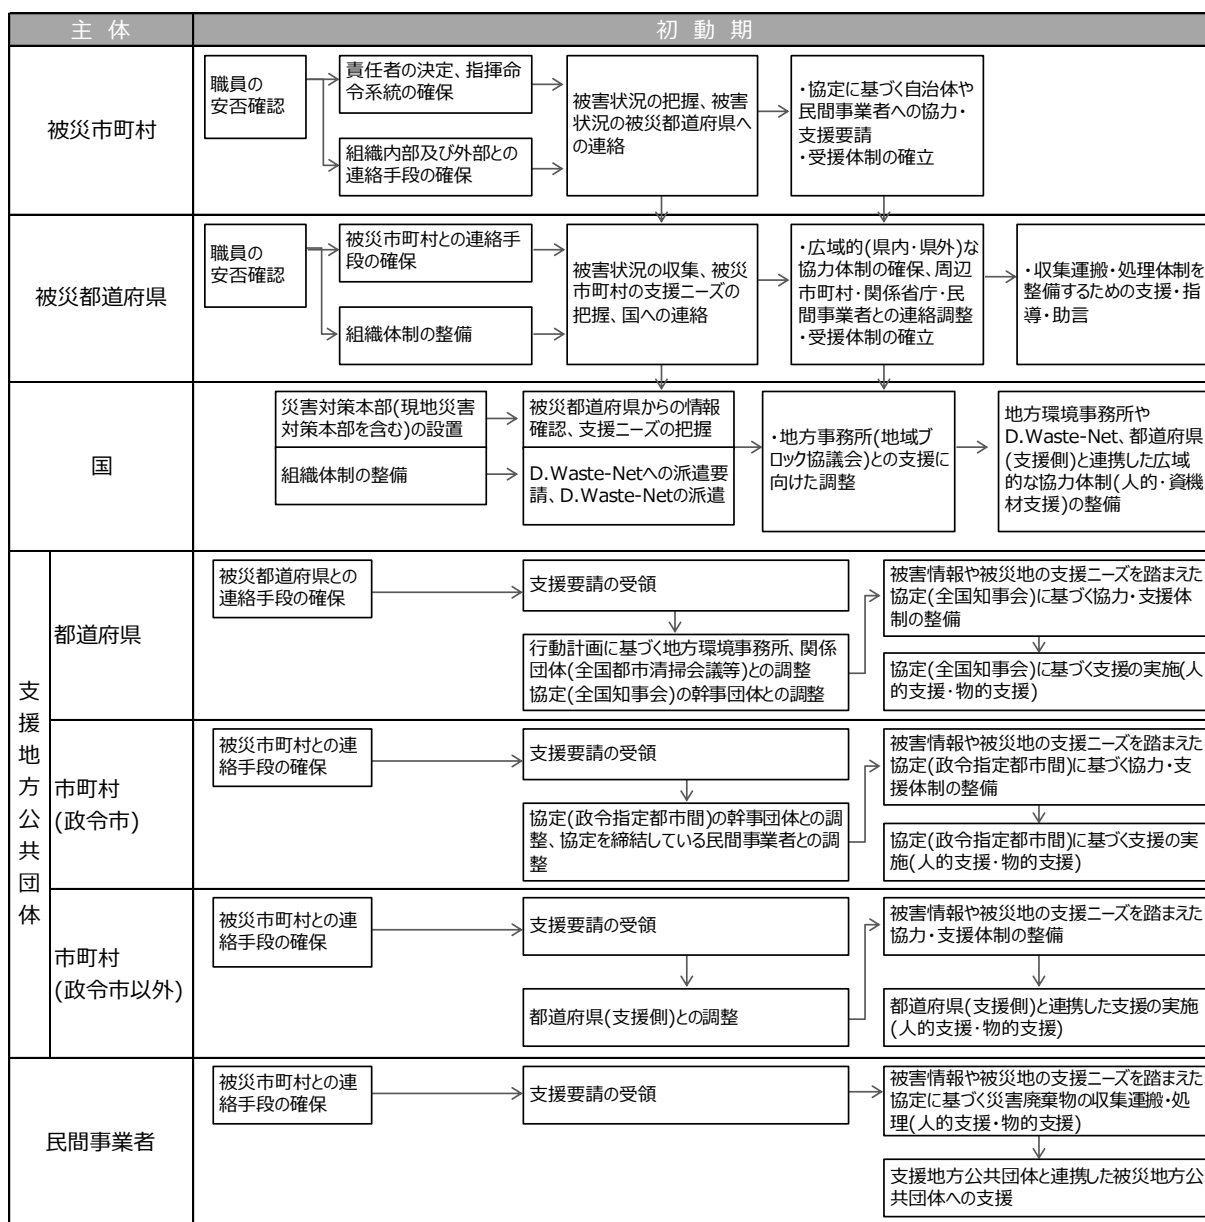 主 体
初 動 期
被災市町村
職員の
安否確認
責任者の決定、指揮命
令系統の確保
組織内部及び外部との
連絡手段の確保
被害状況の把握、被害
状況の被災都道府県へ
の連絡
・協定に基づく自治体や
民間事業者への協力・
支援要請
・受援体制の確立
被災都道府県
職員の
安否確認
被災市町村との連絡手
段の確保
組織体制の整備
被害状況の収集、被災
市町村の支援ニーズの
把握、国への連絡
・広域的(県内・県外)な
協力体制の確保、周辺
市町村・関係省庁・民
間事業者との連絡調整
・受援体制の確立
・収集運搬・処理体制を
整備するための支援・指
導・助言
国
災害対策本部(現地災害
対策本部を含む)の設置
組織体制の整備
被災都道府県からの情報
確認、支援ニーズの把握
D.Waste-Netへの派遣要
請、D.Waste-Netの派遣
・地方事務所(地域ブ
ロック協議会)との支援に
向けた調整
地方環境事務所や
D.Waste-Net、都道府県
(支援側)と連携した広域
的な協力体制(人的・資機
材支援)の整備
支援地方公共団体
都道府県
被災都道府県との
連絡手段の確保
支援要請の受領
行動計画に基づく地方環境事務所、関係
団体(全国都市清掃会議等)との調整
協定(全国知事会)の幹事団体との調整
被害情報や被災地の支援ニーズを踏まえた
協定(全国知事会)に基づく協力・支援体
制の整備
協定(全国知事会)に基づく支援の実施(人
的支援・物的支援)
市町村
(政令市)
被災市町村との連
絡手段の確保
支援要請の受領
協定(政令指定都市間)の幹事団体との調
整、協定を締結している民間事業者との調
整
被害情報や被災地の支援ニーズを踏まえた
協定(政令指定都市間)に基づく協力・支
援体制の整備
協定(政令指定都市間)に基づく支援の実
施(人的支援・物的支援)
市町村
(政令市以外)
被災市町村との連
絡手段の確保
支援要請の受領
都道府県(支援側)との調整
被害情報や被災地の支援ニーズを踏まえた
協力・支援体制の整備
都道府県(支援側)と連携した支援の実施
(人的支援・物的支援)
民間事業者
被災市町村との連
絡手段の確保
支援要請の受領
被害情報や被災地の支援ニーズを踏まえた
協定に基づく災害廃棄物の収集運搬・処
理(人的支援・物的支援)
支援地方公共団体と連携した被災地方公
共団体への支援